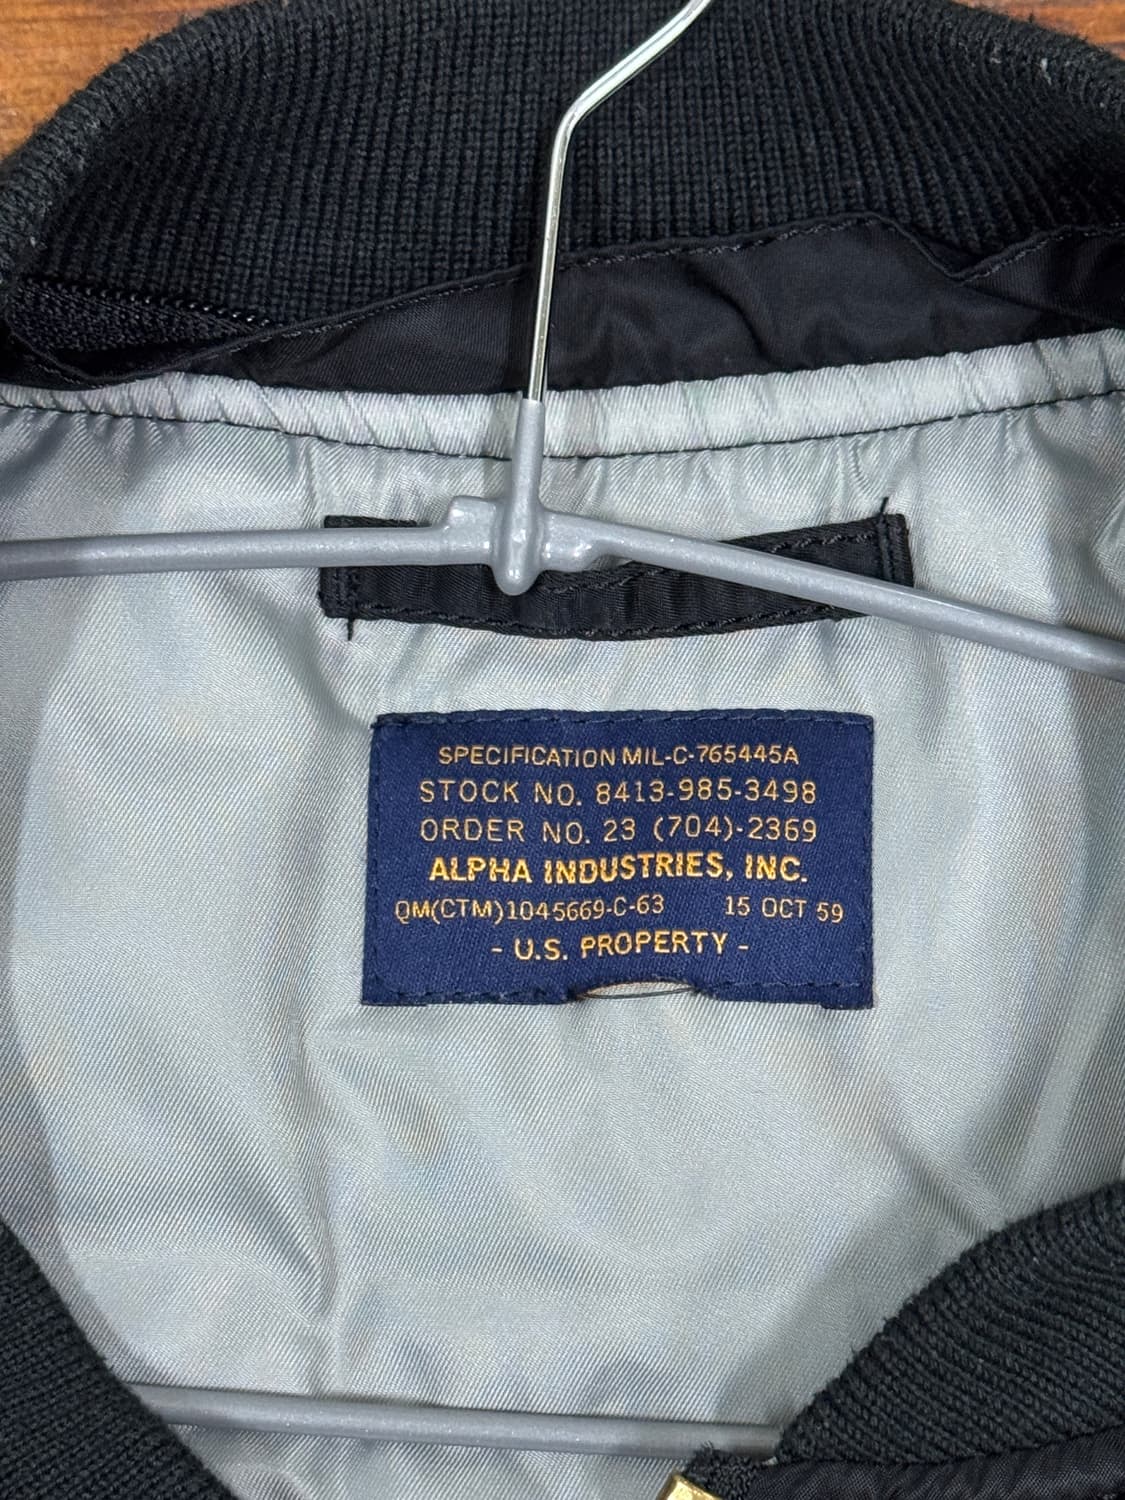 SPECIFICATION MIL-C-765445A
STOCK NO. 8413-985-3498
ORDER NO. 23 (704)-2369
ALPHA INDUSTRIES, INC.
QM(CTM)1045669-C-63 15 OCT 59
- U.S. PROPERTY -